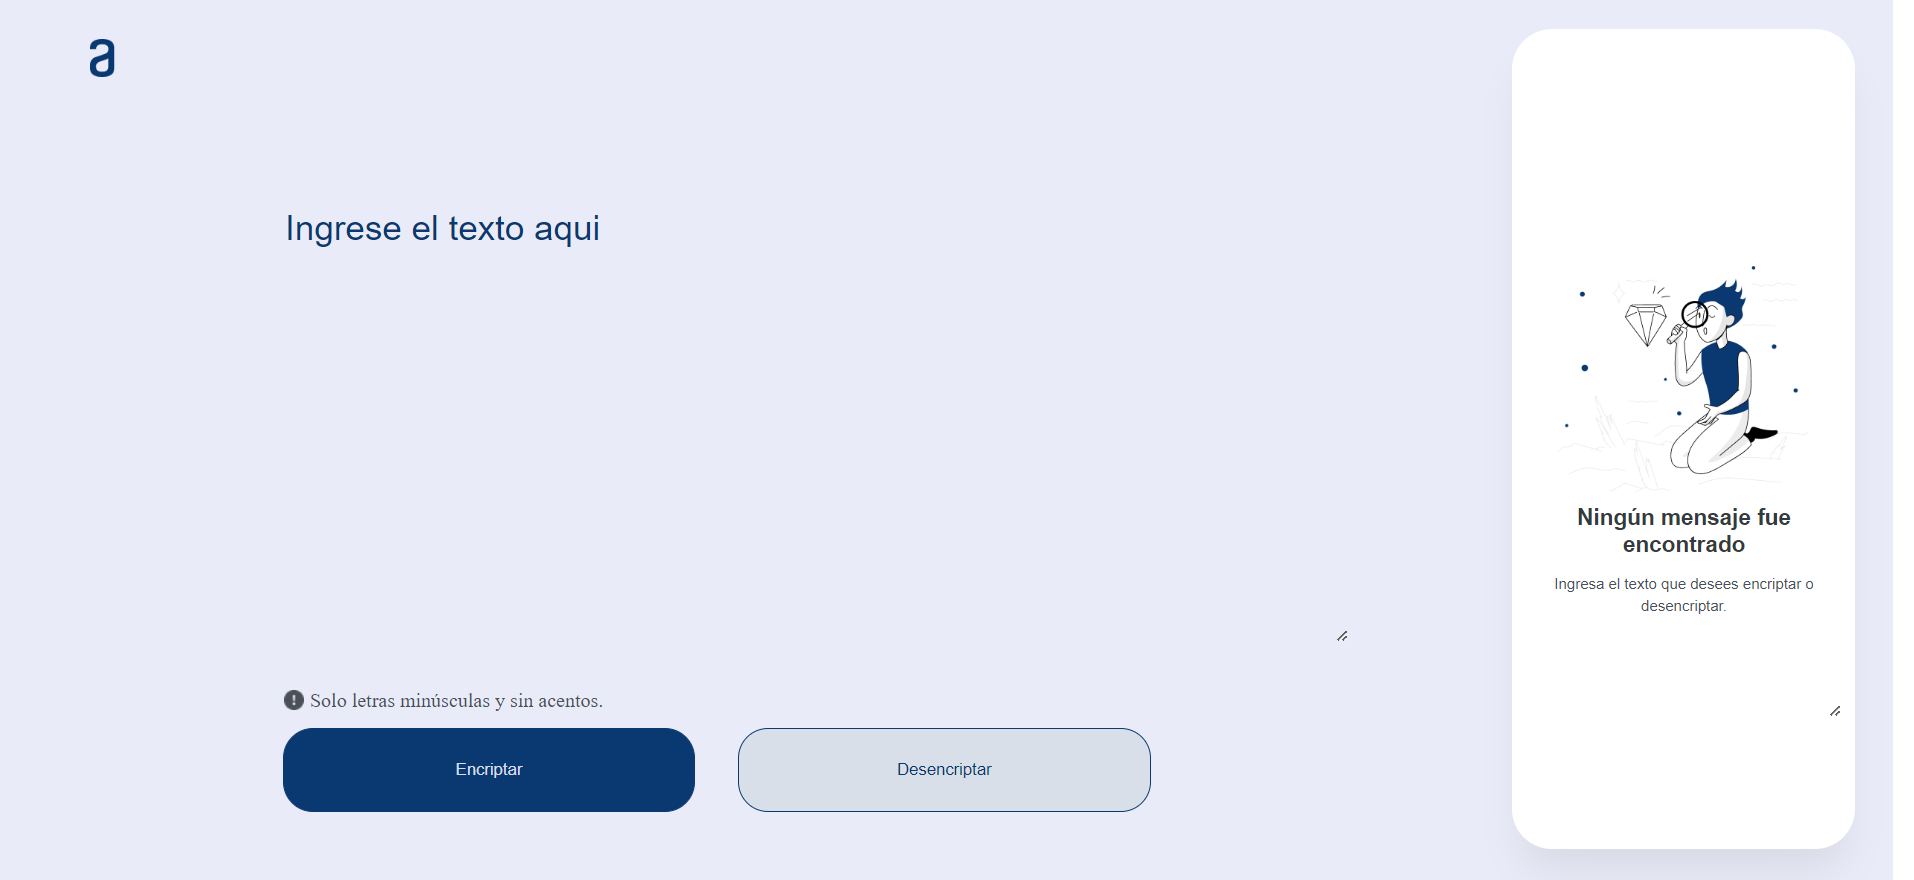 a
Ingrese el texto aqui
Solo letras minúsculas y sin acentos.
Encriptar
Desencriptar
Ningún mensaje fue
encontrado
Ingresa el texto que desees encriptar o
desencriptar.